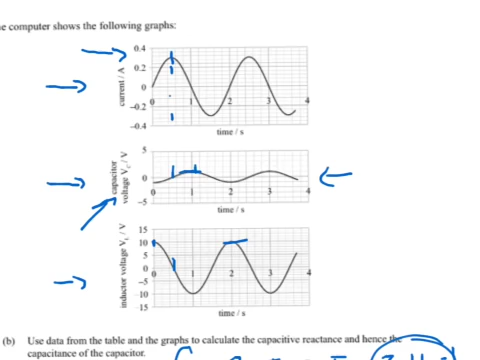 e computer shows the following graphs:
0.4
0.2
0
−0.2
−0.4
current / A
0 1 2 3 4
time / s
5
0
−5
capacitor
voltage V_C / V
0 1 2 3 4
time / s
15
10
5
0
−5
10
15
inductor voltage V_L / V
0 1 2 3 4
time / s
(b) Use data from the table and the graphs to calculate the capacitive reactance and hence the
capacitance of the capacitor.